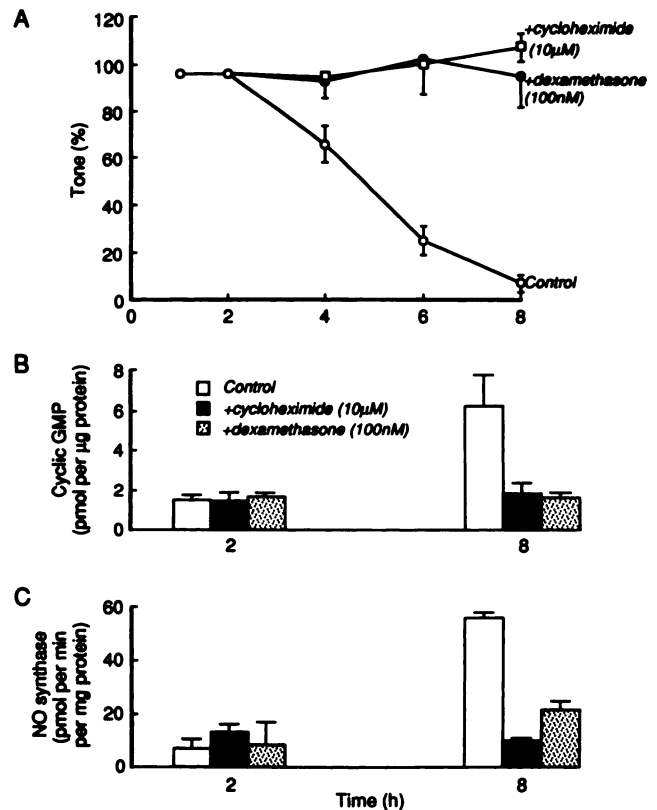 A
120
100
80
60
40
20
0
Tone (%)
+cycloheximide
(10μM)
+dexamethasone
(100nM)
Control
0
2
4
6
8
B
8
6
4
2
0
Cyclic GMP
(pmol per μg protein)
Control
+cycloheximide (10μM)
+dexamethasone (100nM)
2
8
C
60
40
20
0
NO synthase
(pmol per min
per mg protein)
2
8
Time (h)